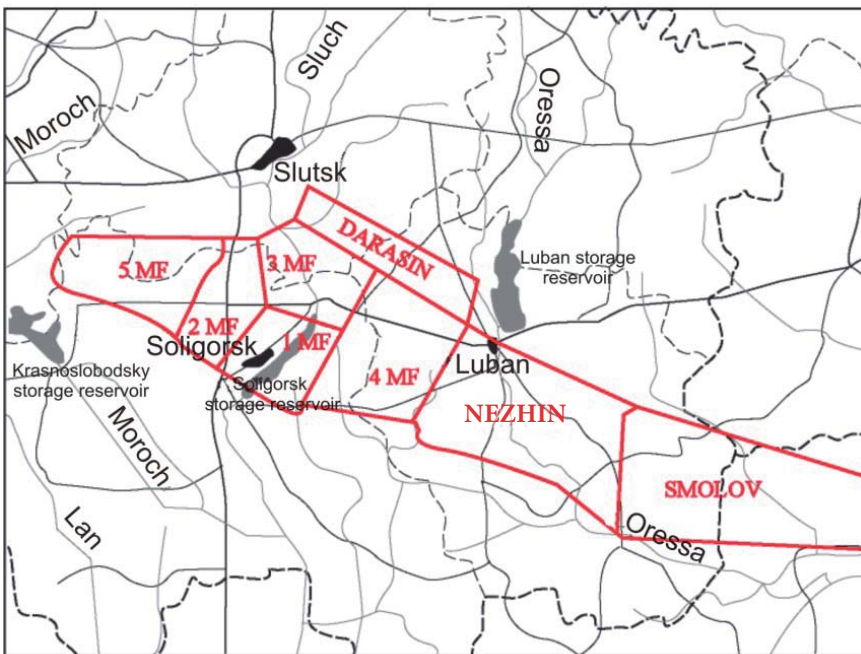 Moroch
Sluch
Oressa
Slutsk
DARASIN
Luban storage
reservoir
3 MF
5 MF
2 MF
Soligorsk
1 MF
Luban
Krasnoslobodsky
storage reservoir
Soligorsk
storage reservoir
4 MF
NEZHIN
Moroch
SMOLOV
Lan
Oressa